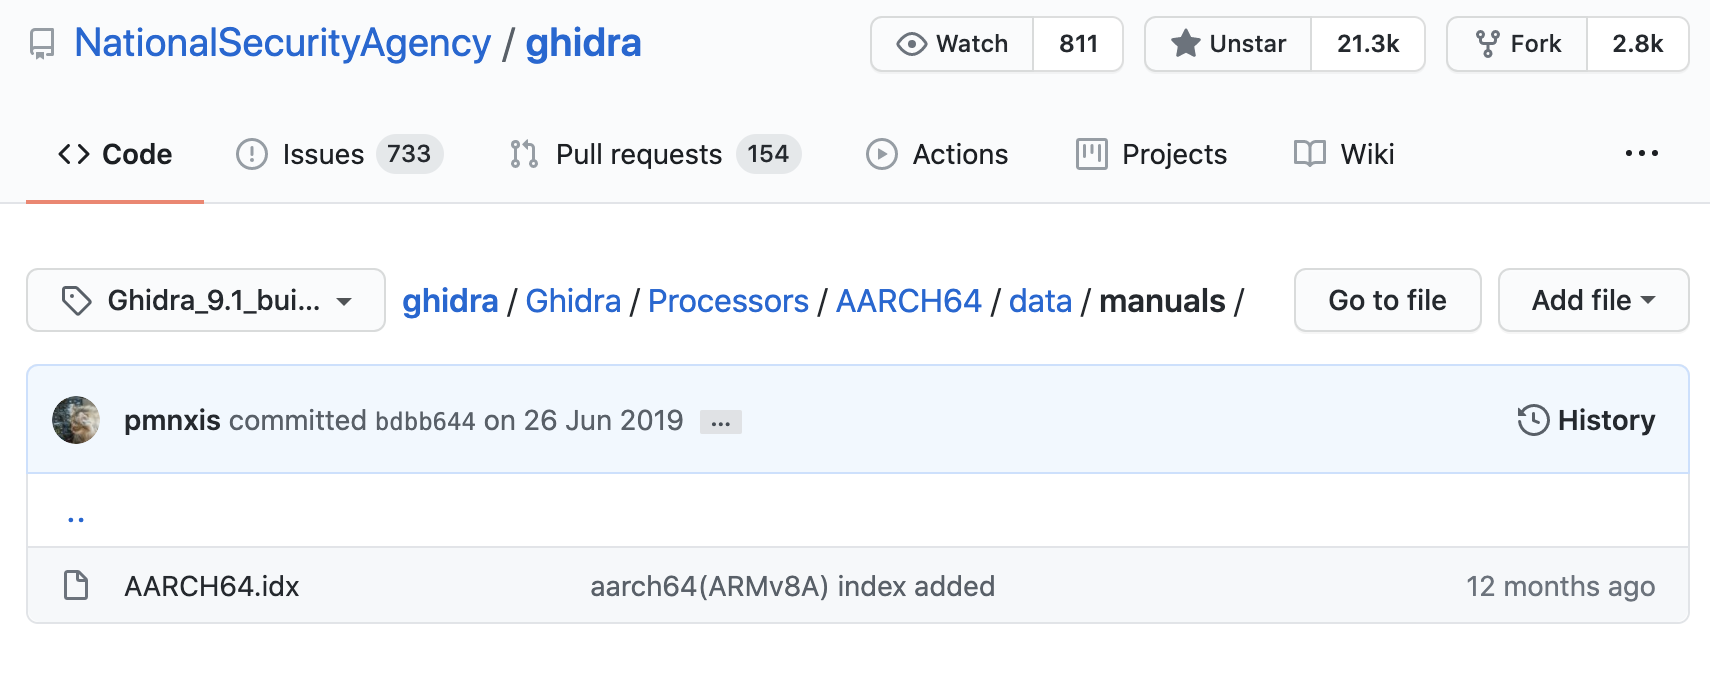 NationalSecurityAgency / ghidra
Watch 811 Unstar 21.3k Fork 2.8k
Code Issues 733 Pull requests 154 Actions Projects Wiki ...
Ghidra_9.1_bui... ghidra / Ghidra / Processors / AARCH64 / data / manuals / Go to file Add file
pmnxis committed bdbb644 on 26 Jun 2019 ... History
..
AARCH64.idx aarch64(ARMv8A) index added 12 months ago